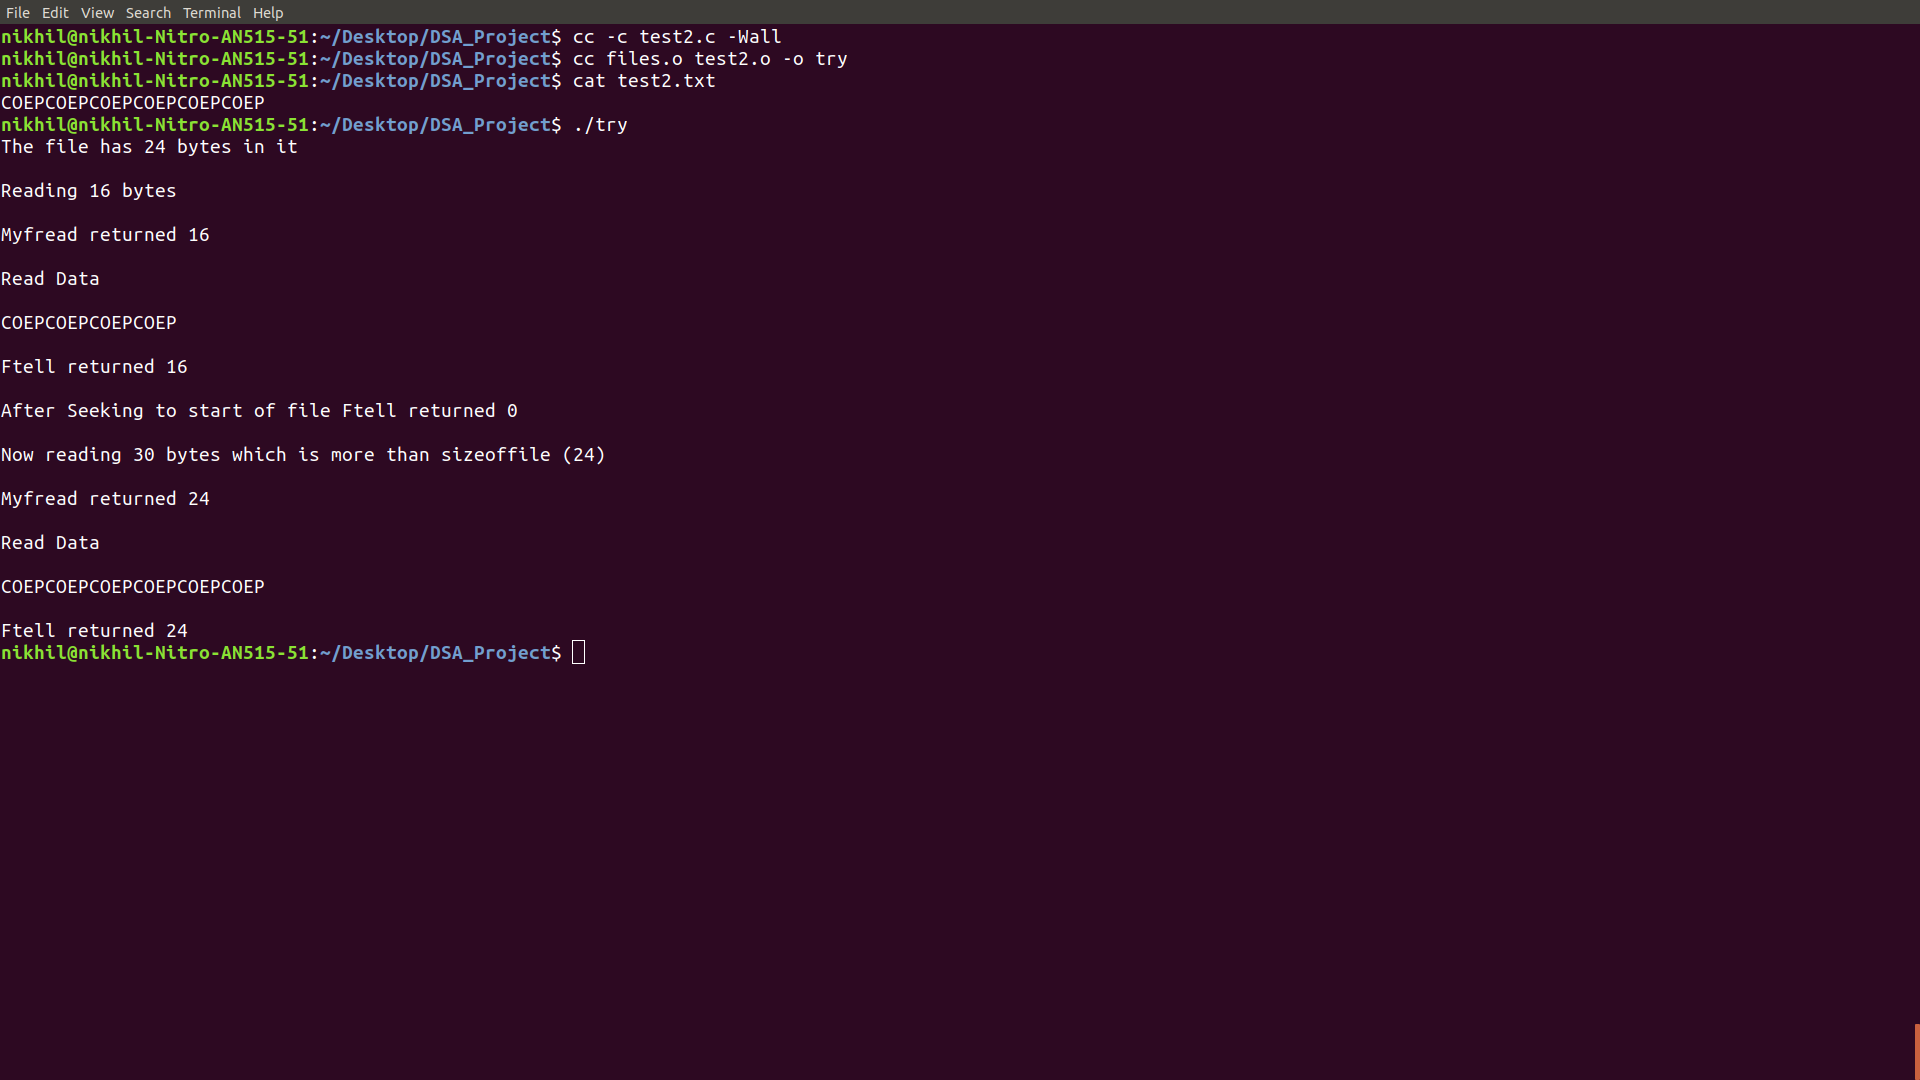 File Edit View Search Terminal Help
nikhil@nikhil-Nitro-AN515-51:~/Desktop/DSA_Project$ cc -c test2.c -Wall
nikhil@nikhil-Nitro-AN515-51:~/Desktop/DSA_Project$ cc files.o test2.o -o try
nikhil@nikhil-Nitro-AN515-51:~/Desktop/DSA_Project$ cat test2.txt
COEPCOEPCOEPCOEPCOEPCOEP
nikhil@nikhil-Nitro-AN515-51:~/Desktop/DSA_Project$ ./try
The file has 24 bytes in it
Reading 16 bytes
Myfread returned 16
Read Data
COEPCOEPCOEPCOEP
Ftell returned 16
After Seeking to start of file Ftell returned 0
Now reading 30 bytes which is more than sizeoffile (24)
Myfread returned 24
Read Data
COEPCOEPCOEPCOEPCOEPCOEP
Ftell returned 24
nikhil@nikhil-Nitro-AN515-51:~/Desktop/DSA_Project$